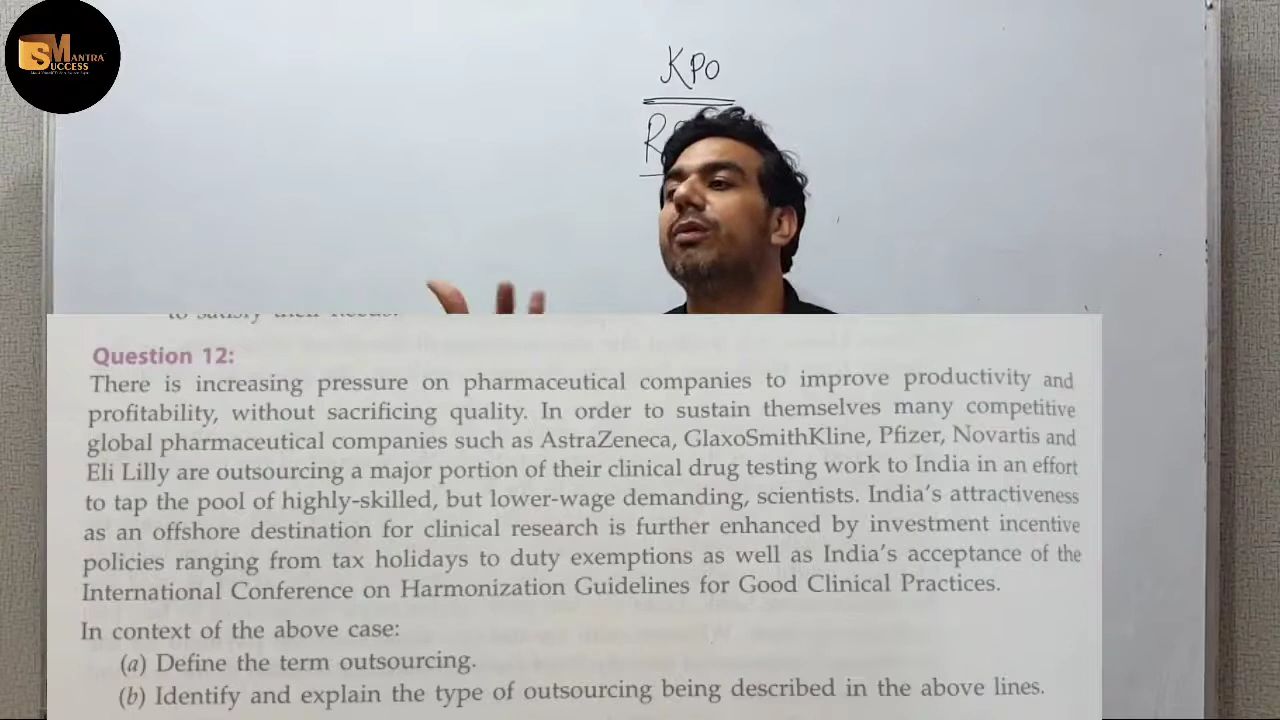 MANTRA
SUCCESS
KPO
R
Question 12:
There is increasing pressure on pharmaceutical companies to improve productivity and
profitability, without sacrificing quality. In order to sustain themselves many competitive
global pharmaceutical companies such as AstraZeneca, GlaxoSmithKline, Pfizer, Novartis and
Eli Lilly are outsourcing a major portion of their clinical drug testing work to India in an effort
to tap the pool of highly-skilled, but lower-wage demanding, scientists. India's attractiveness
as an offshore destination for clinical research is further enhanced by investment incentive
policies ranging from tax holidays to duty exemptions as well as India's acceptance of the
International Conference on Harmonization Guidelines for Good Clinical Practices.
In context of the above case:
(a) Define the term outsourcing.
(b) Identify and explain the type of outsourcing being described in the above lines.